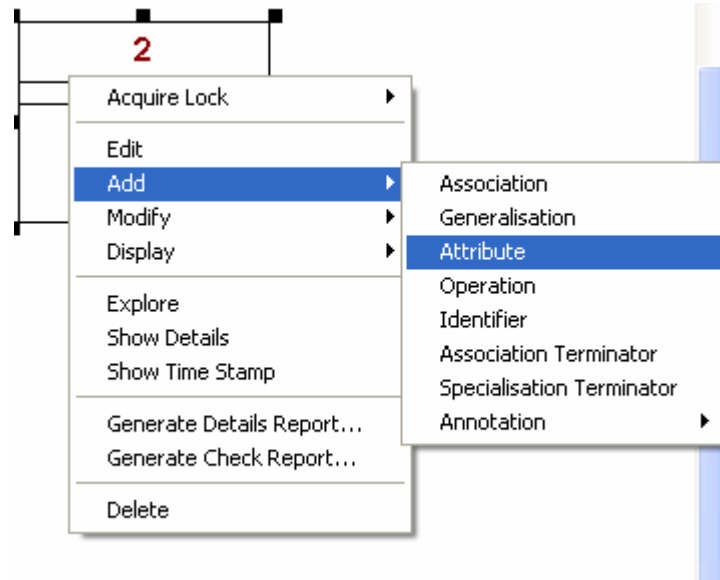 2
Acquire Lock
Edit
Add
Modify
Display
Explore
Show Details
Show Time Stamp
Generate Details Report...
Generate Check Report...
Delete
Association
Generalisation
Attribute
Operation
Identifier
Association Terminator
Specialisation Terminator
Annotation